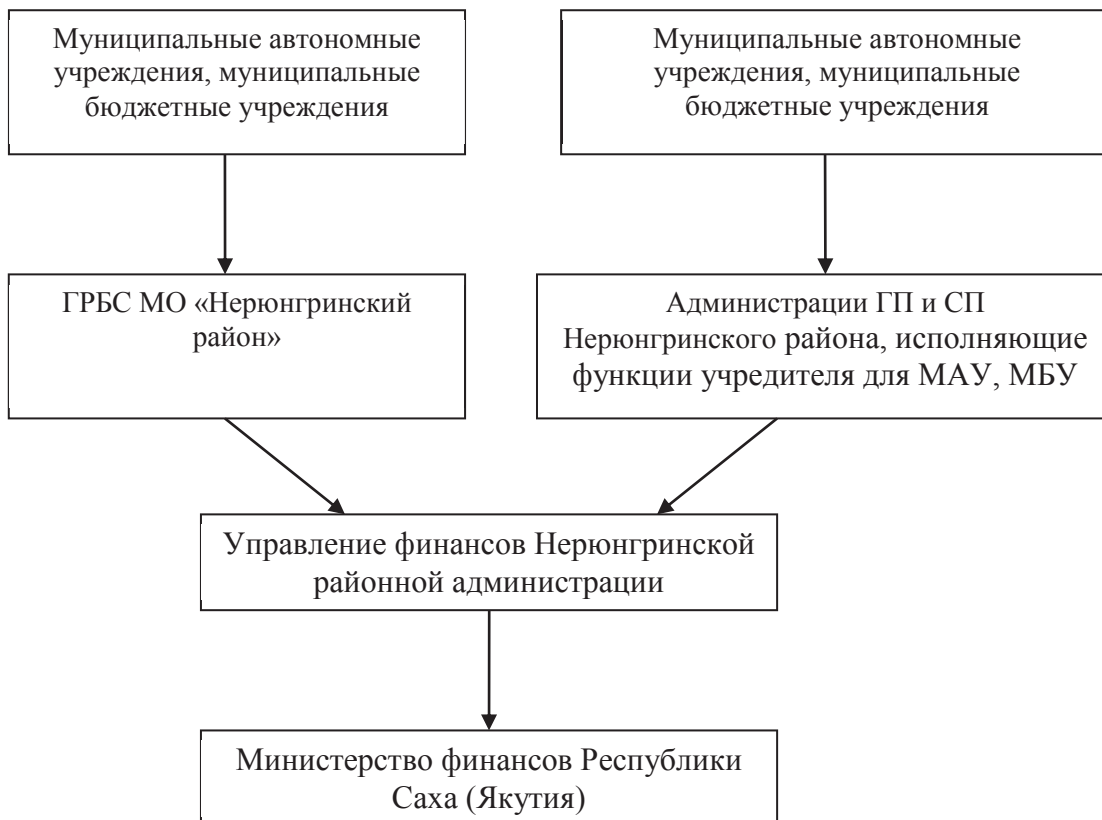 Муниципальные автономные
учреждения, муниципальные
бюджетные учреждения
Муниципальные автономные
учреждения, муниципальные
бюджетные учреждения
ГРБС МО «Нерюнгринский
район»
Администрации ГП и СП
Нерюнгринского района, исполняющие
функции учредителя для МАУ, МБУ
Управление финансов Нерюнгринской
районной администрации
Министерство финансов Республики
Саха (Якутия)